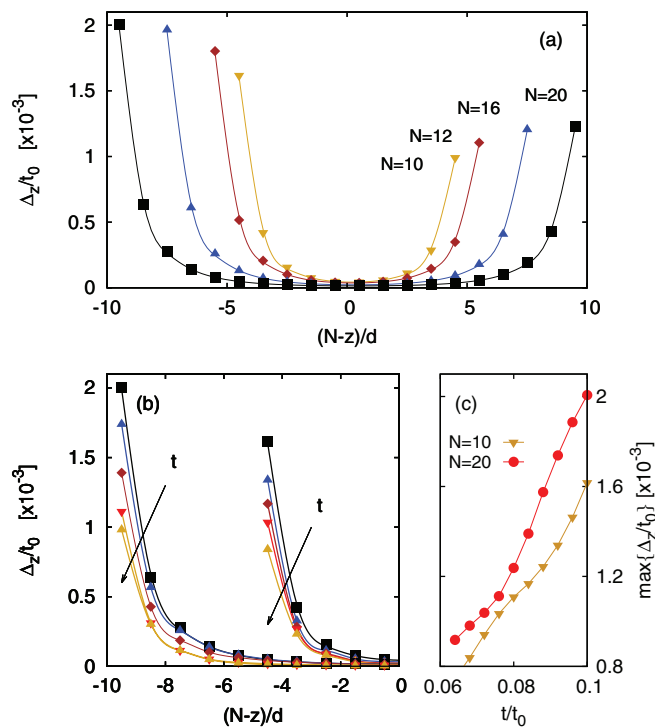 (a)
Δz/t0 [x10-3]
2
1.5
1
0.5
0
N=20
N=16
N=12
N=10
-10 -5 0 5 10
(N-z)/d
(b)
Δz/t0 [x10-3]
2
1.5
1
0.5
0
t
t
-10 -8 -6 -4 -2 0
(N-z)/d
(c)
N=10
N=20
2
1.6
1.2
0.8
max{Δz/t0} [x10-3]
0.06 0.08 0.1
t/t0